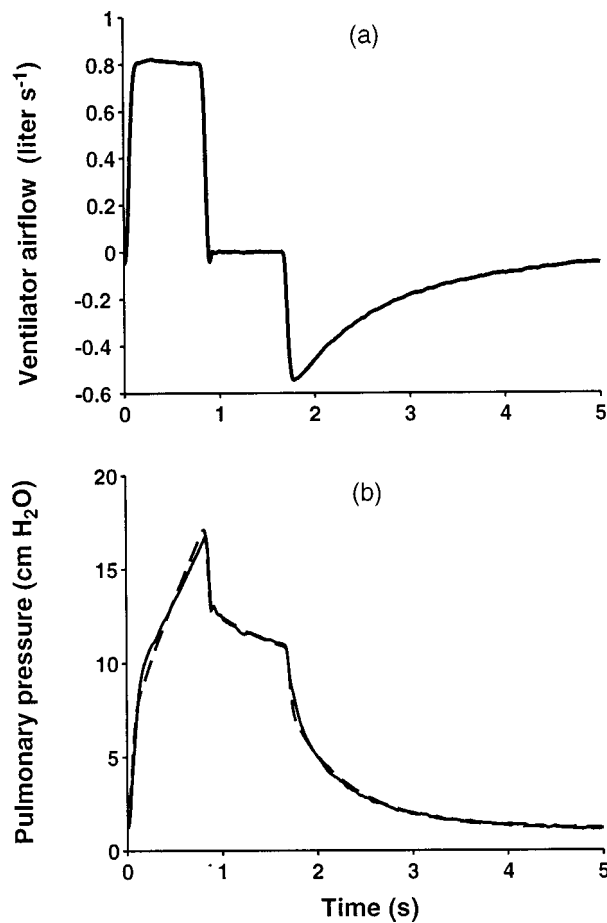 (a)
Ventilator airflow (liter s⁻¹)
1
0.8
0.6
0.4
0.2
0
-0.2
-0.4
-0.6
0 1 2 3 4 5
(b)
Pulmonary pressure (cm H₂O)
20
15
10
5
0
0 1 2 3 4 5
Time (s)